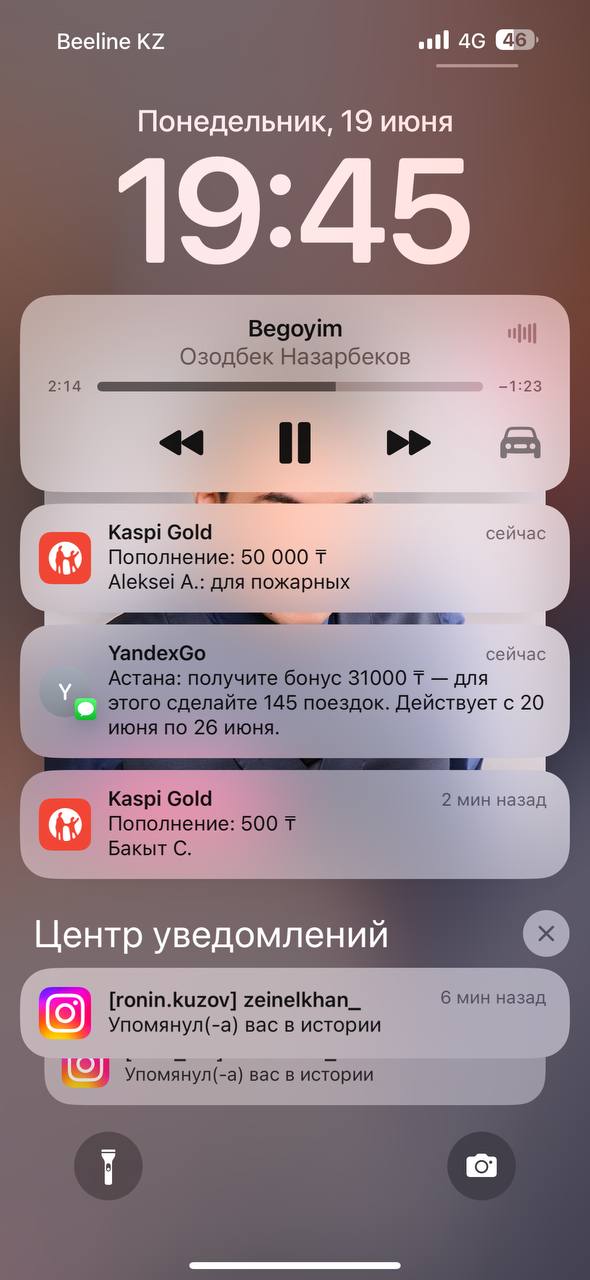 Beeline KZ 4G 46
Понедельник, 19 июня
19:45
Begoyim
Озодбек Назарбеков
2:14 −1:23
Kaspi Gold сейчас
Пополнение: 50 000 ₸
Aleksei A.: для пожарных
YandexGo сейчас
Y
Астана: получите бонус 31000 ₸ — для
этого сделайте 145 поездок. Действует с 20
июня по 26 июня.
Kaspi Gold 2 мин назад
Пополнение: 500 ₸
Бакыт С.
Центр уведомлений
[ronin.kuzov] zeinelkhan_ 6 мин назад
Упомянул(-а) вас в истории
Упомянул(-а) вас в истории